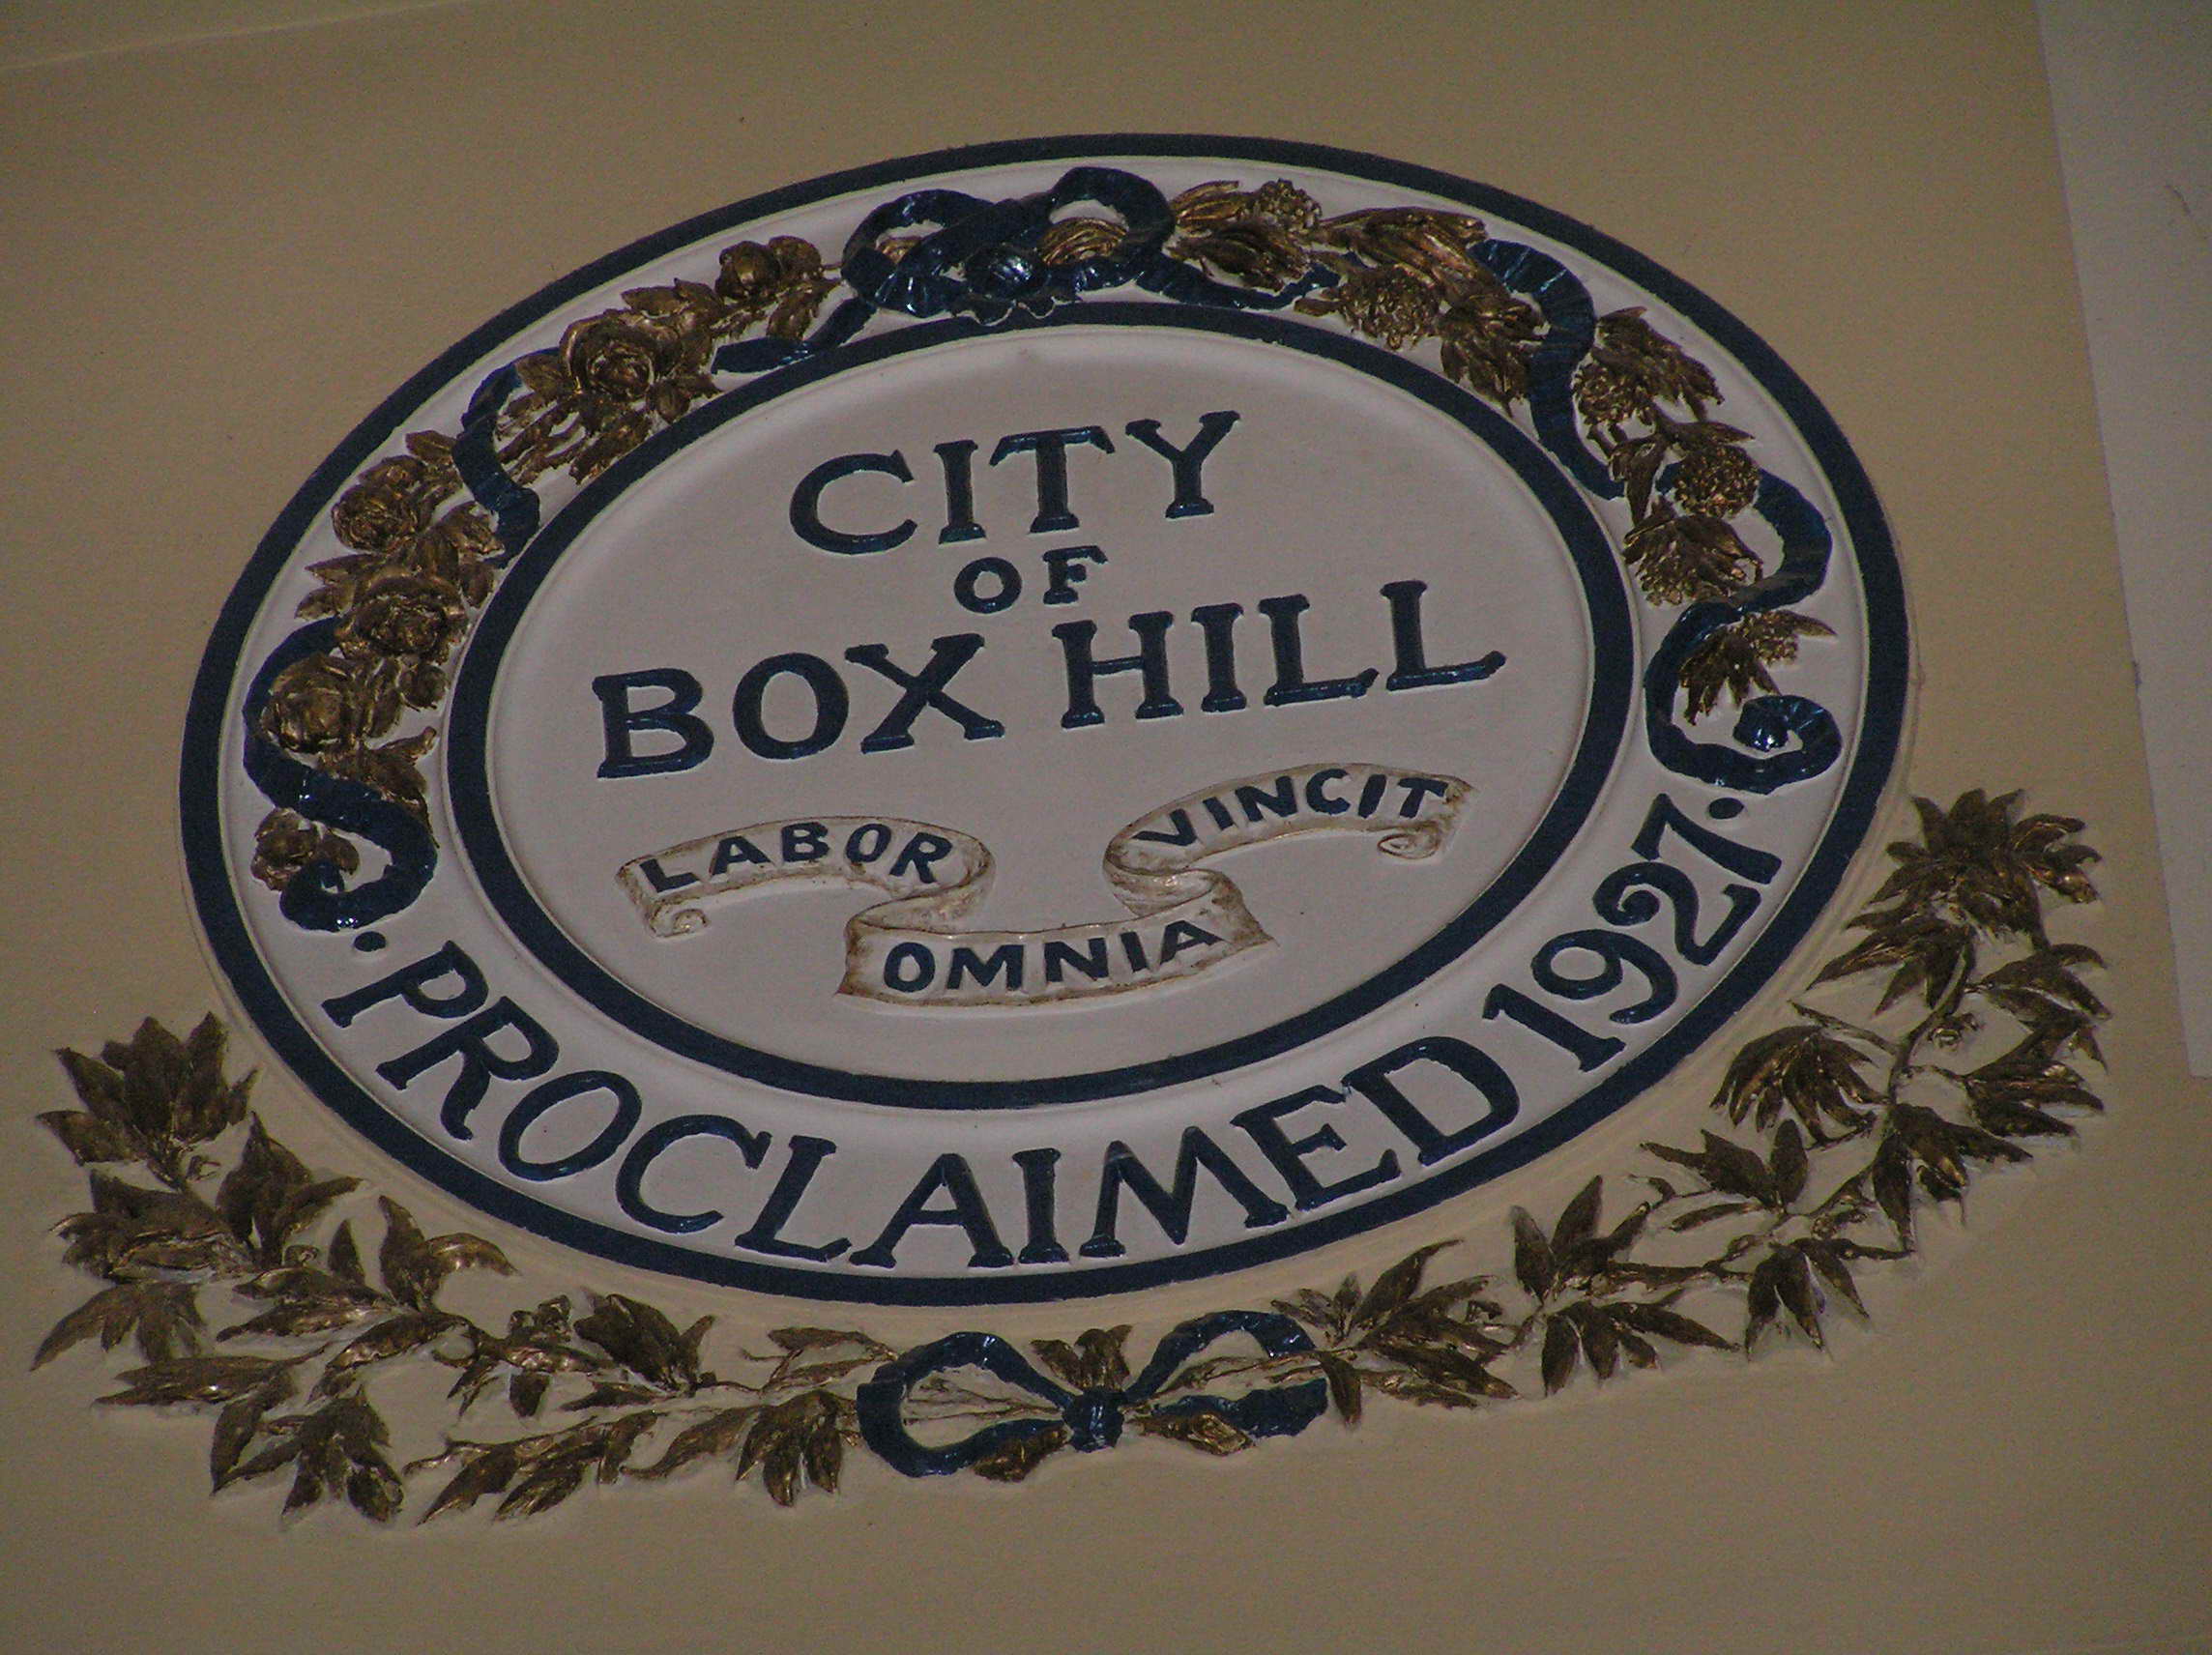 CITY
OF
BOX HILL
LABOR OMNIA VINCIT
· PROCLAIMED 1927 ·